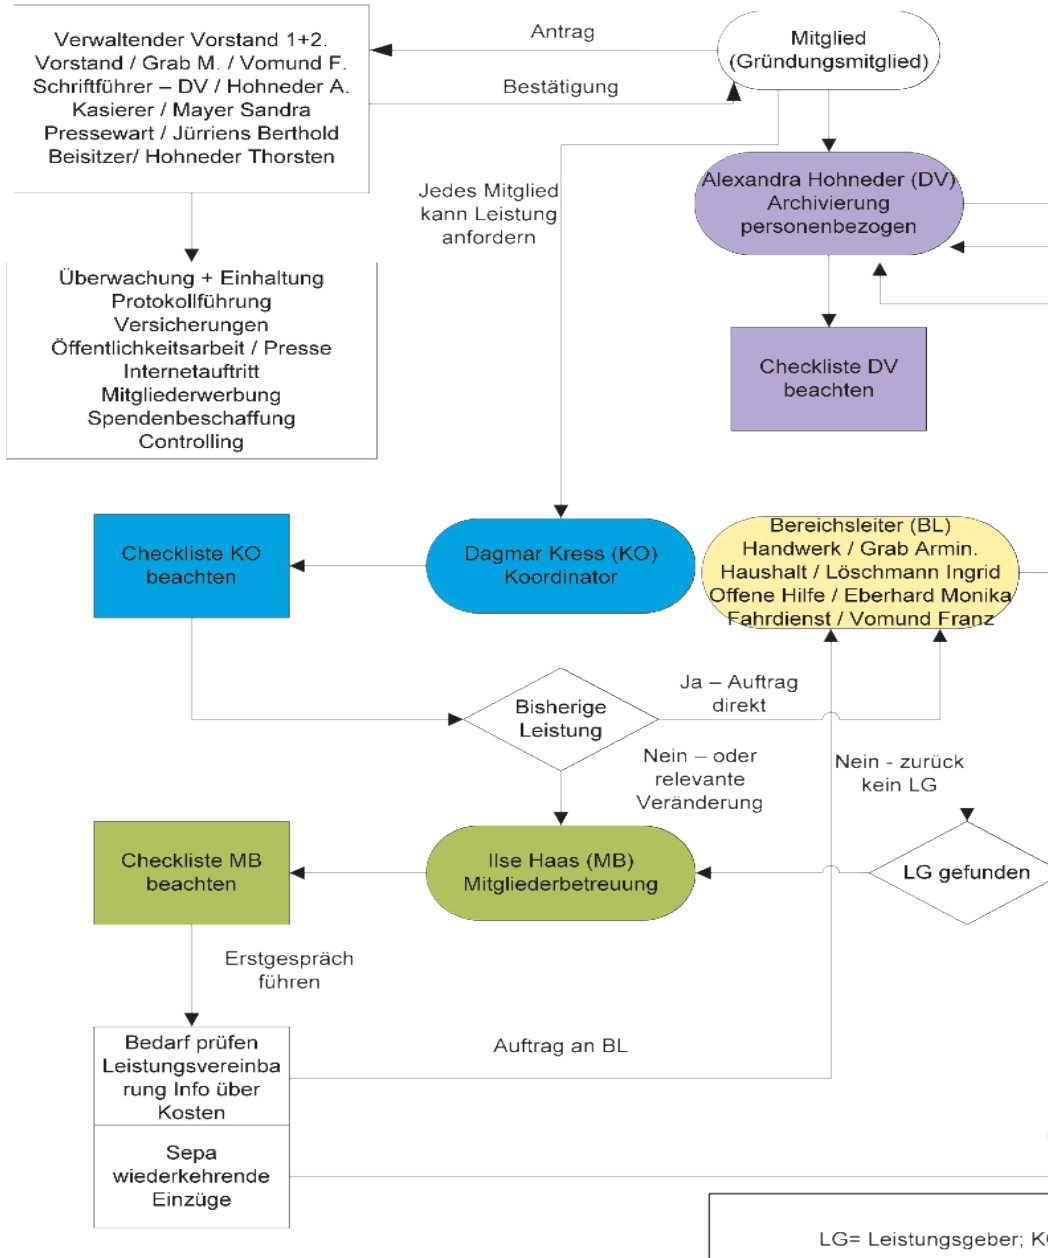 Verwaltender Vorstand 1+2.
Vorstand / Grab M. / Vomund F.
Schriftführer – DV / Hohneder A.
Kasierer / Mayer Sandra
Pressewart / Jürriens Berthold
Beisitzer/ Hohneder Thorsten
Antrag
Bestätigung
Mitglied
(Gründungsmitglied)
Jedes Mitglied
kann Leistung
anfordern
Alexandra Hohneder (DV)
Archivierung
personenbezogen
Überwachung + Einhaltung
Protokollführung
Versicherungen
Öffentlichkeitsarbeit / Presse
Internetauftritt
Mitgliederwerbung
Spendenbeschaffung
Controlling
Checkliste DV
beachten
Checkliste KO
beachten
Dagmar Kress (KO)
Koordinator
Bereichsleiter (BL)
Handwerk / Grab Armin.
Haushalt / Löschmann Ingrid
Offene Hilfe / Eberhard Monika
Fahrdienst / Vomund Franz
Bisherige
Leistung
Ja – Auftrag
direkt
Nein – oder
relevante
Veränderung
Nein - zurück
kein LG
Checkliste MB
beachten
Ilse Haas (MB)
Mitgliederbetreuung
LG gefunden
Erstgespräch
führen
Bedarf prüfen
Leistungsvereinba
rung Info über
Kosten
Auftrag an BL
Sepa
wiederkehrende
Einzüge
LG= Leistungsgeber; KO